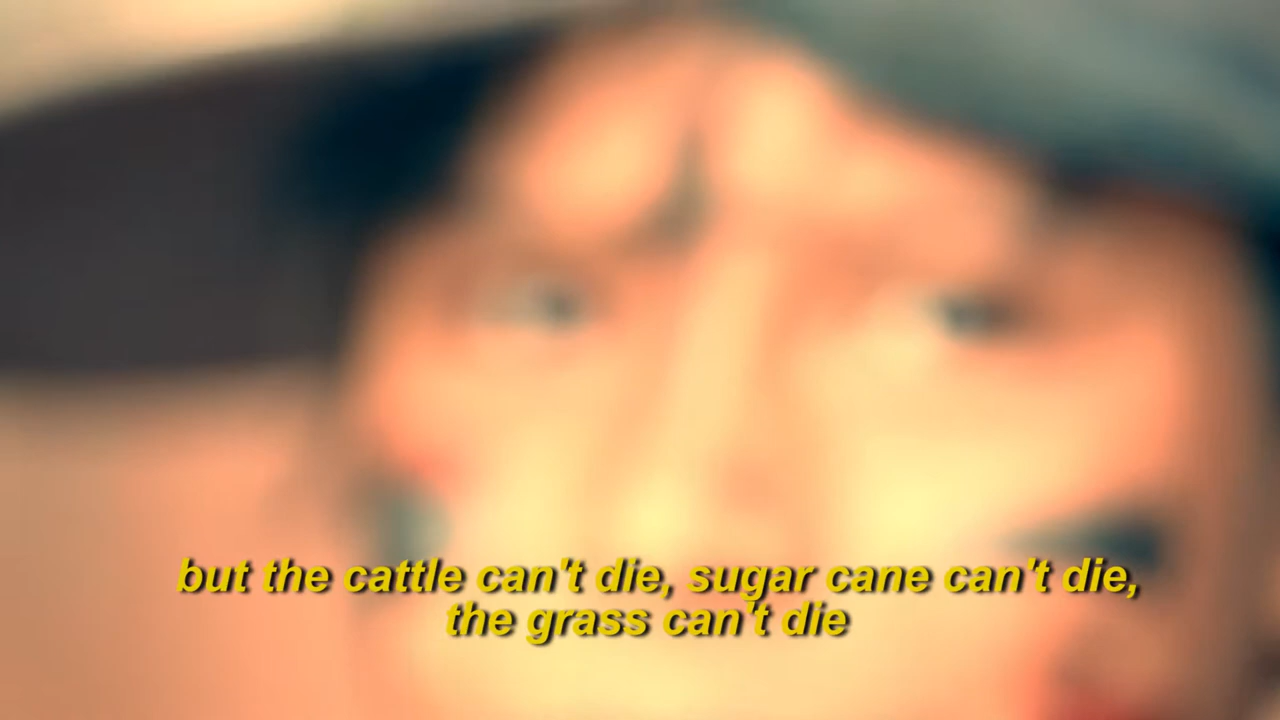 but the cattle can't die, sugar cane can't die,
the grass can't die